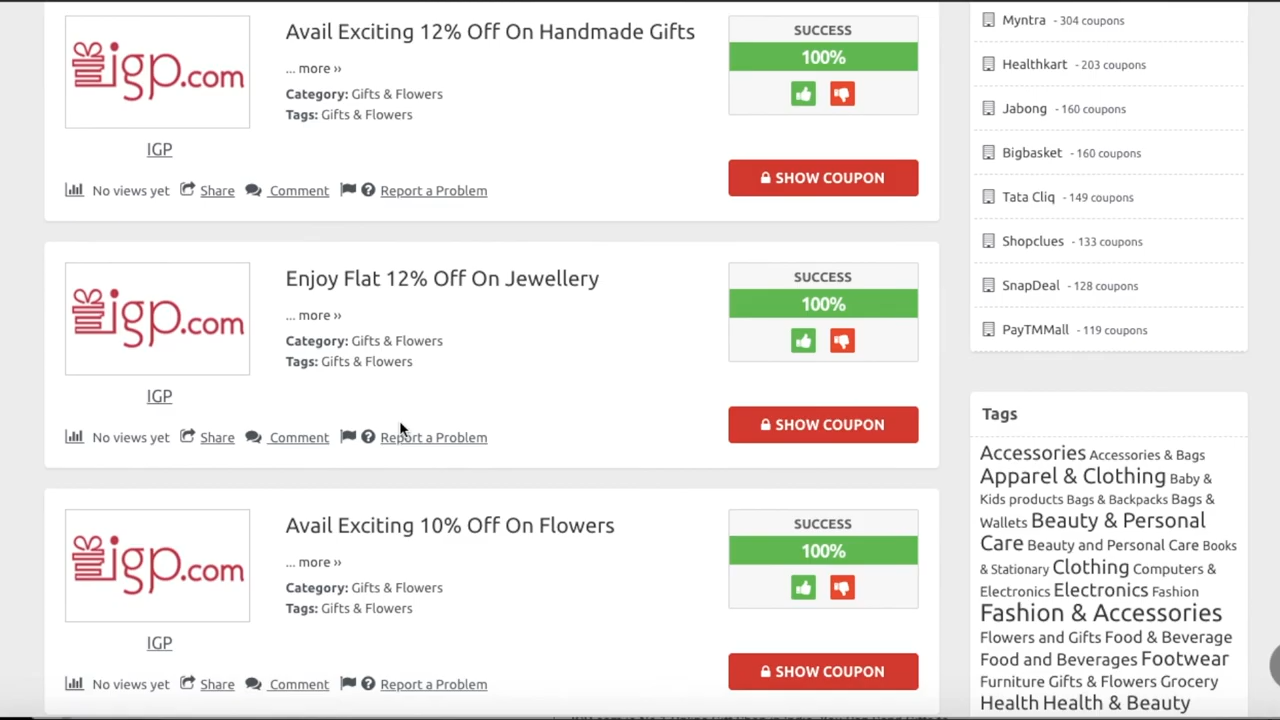 Avail Exciting 12% Off On Handmade Gifts
... more ››
Category: Gifts & Flowers
Tags: Gifts & Flowers
igp.com
IGP
No views yet Share Comment Report a Problem
SUCCESS
100%
SHOW COUPON
Enjoy Flat 12% Off On Jewellery
... more ››
Category: Gifts & Flowers
Tags: Gifts & Flowers
igp.com
IGP
No views yet Share Comment Report a Problem
SUCCESS
100%
SHOW COUPON
Avail Exciting 10% Off On Flowers
... more ››
Category: Gifts & Flowers
Tags: Gifts & Flowers
igp.com
IGP
No views yet Share Comment Report a Problem
SUCCESS
100%
SHOW COUPON
Myntra - 304 coupons
Healthkart - 203 coupons
Jabong - 160 coupons
Bigbasket - 160 coupons
Tata Cliq - 149 coupons
Shopclues - 133 coupons
SnapDeal - 128 coupons
PayTMMall - 119 coupons
Tags
Accessories Accessories & Bags
Apparel & Clothing Baby &
Kids products Bags & Backpacks Bags &
Wallets Beauty & Personal
Care Beauty and Personal Care Books
& Stationary Clothing Computers &
Electronics Electronics Fashion
Fashion & Accessories
Flowers and Gifts Food & Beverage
Food and Beverages Footwear
Furniture Gifts & Flowers Grocery
Health Health & Beauty